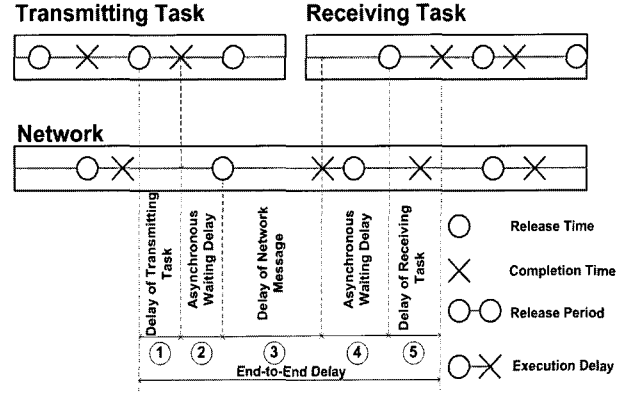 Transmitting Task
Receiving Task
Network
Delay of Transmitting
Task
Asynchronous
Waiting Delay
Delay of Network
Message
Asynchronous
Waiting Delay
Delay of Receiving
Task
1
2
3
4
5
End-to-End Delay
Release Time
Completion Time
Release Period
Execution Delay